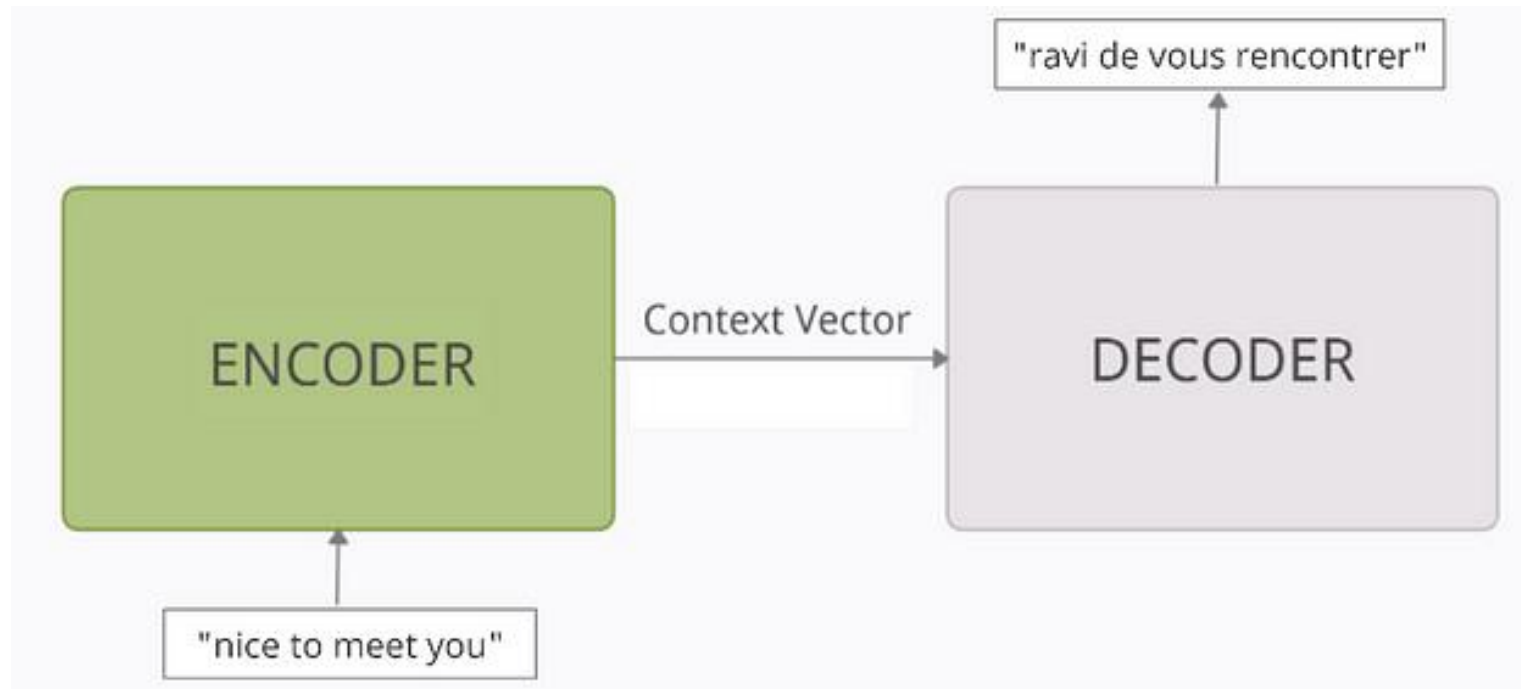 "ravi de vous rencontrer"
Context Vector
ENCODER
DECODER
"nice to meet you"